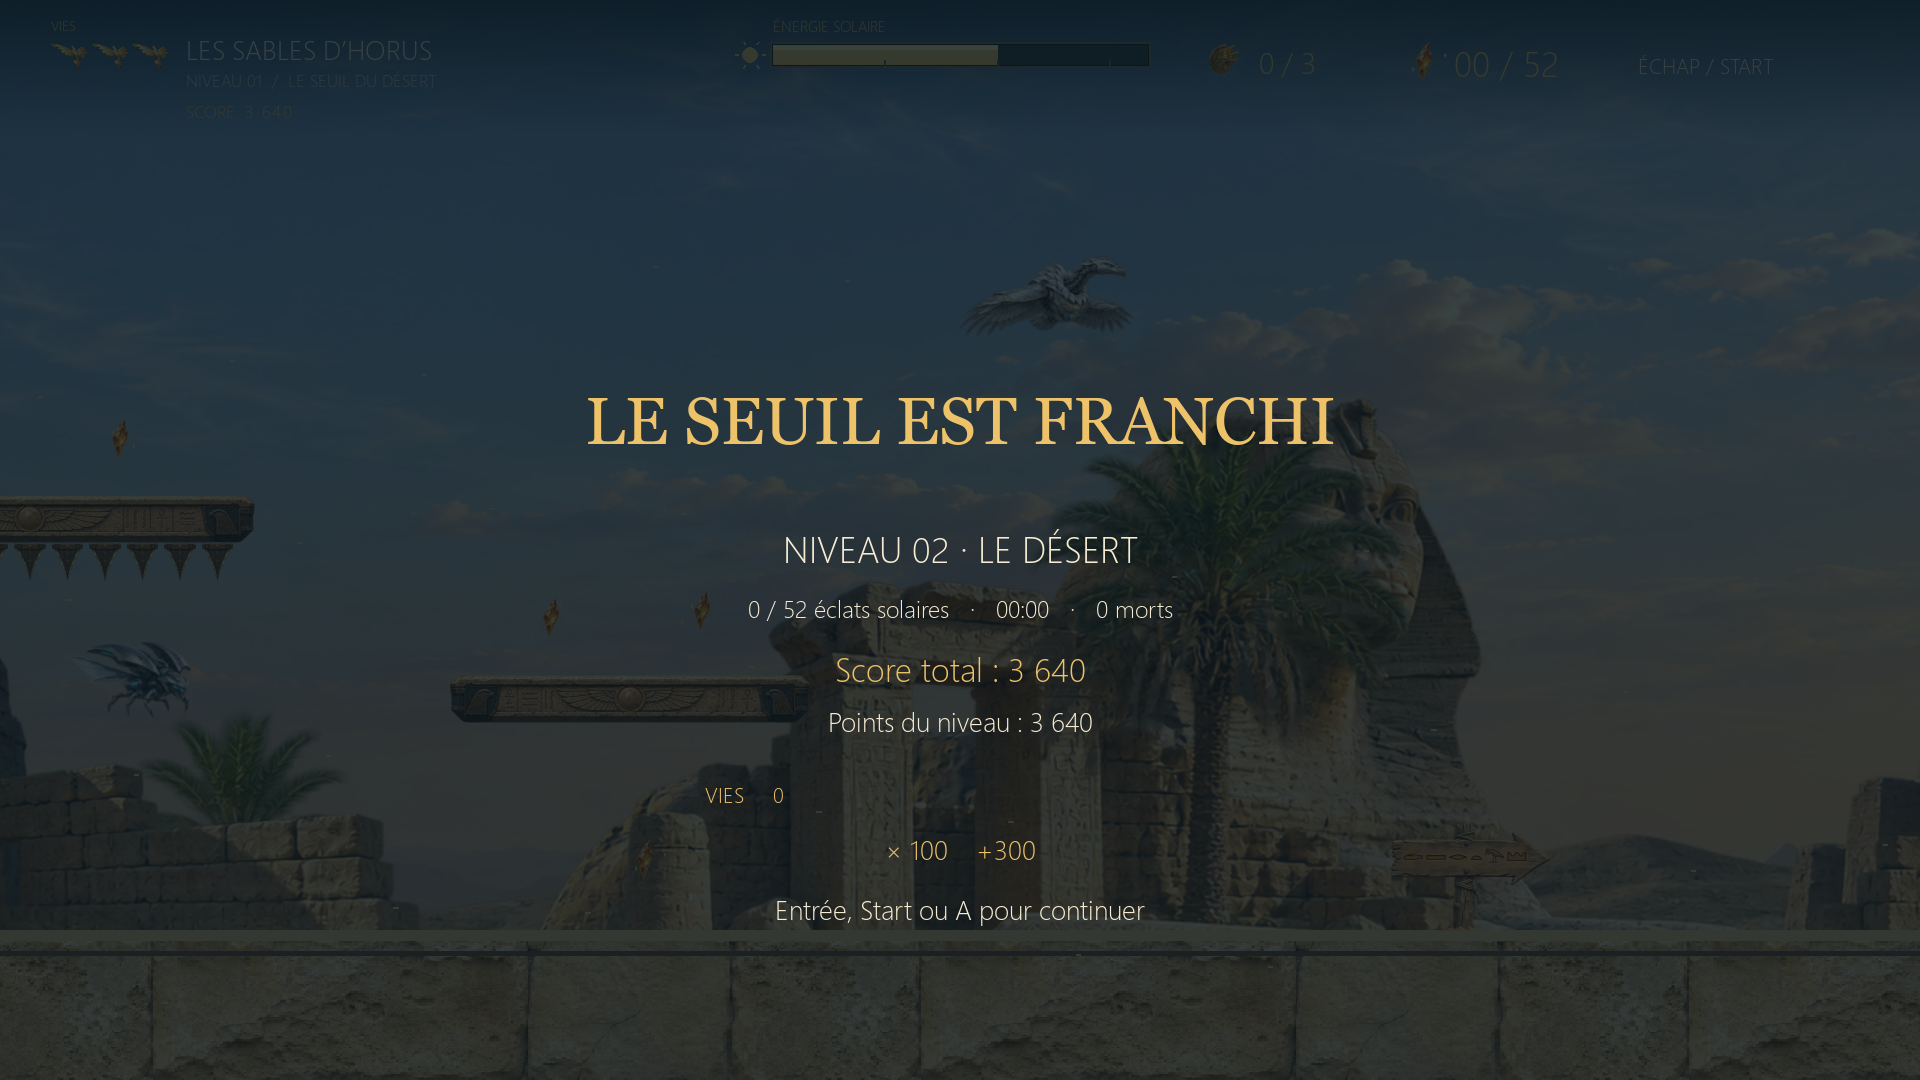 VIES
LES SABLES D'HORUS
NIVEAU 01 / LE SEUIL DU DÉSERT
SCORE 3 640
ÉNERGIE SOLAIRE
0 / 3
00 / 52
ÉCHAP / START
LE SEUIL EST FRANCHI
NIVEAU 02 · LE DÉSERT
0 / 52 éclats solaires · 00:00 · 0 morts
Score total : 3 640
Points du niveau : 3 640
VIES 0
× 100 +300
Entrée, Start ou A pour continuer